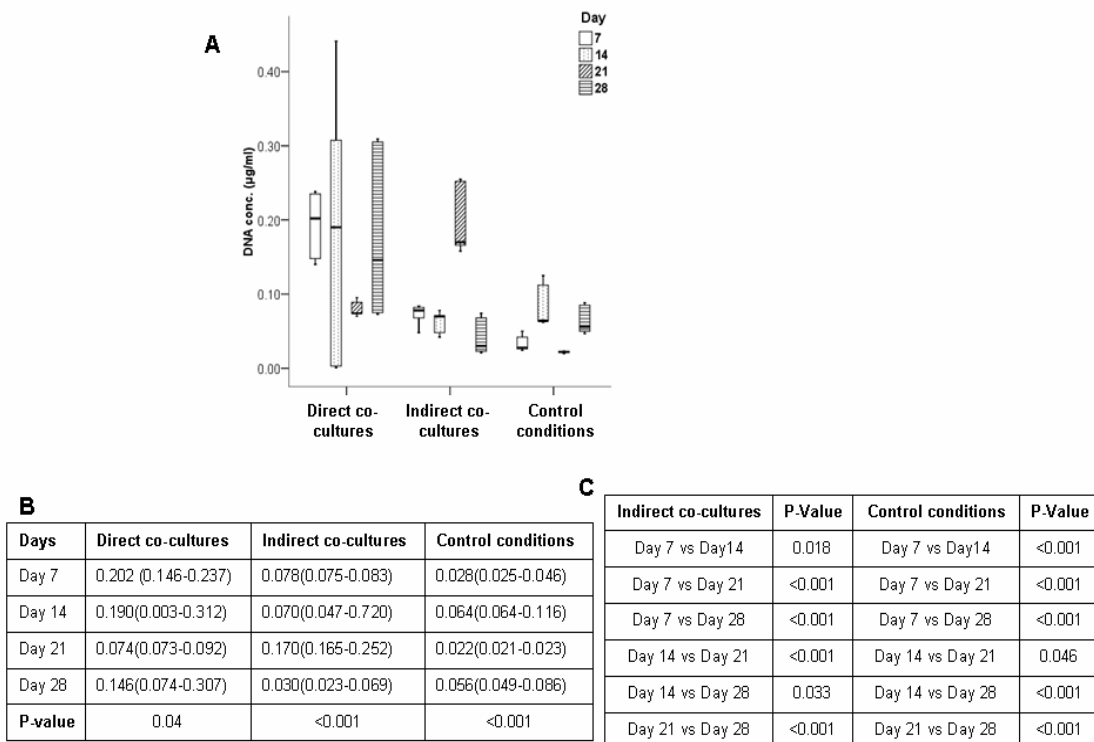 A
Day
7
14
21
28
DNA conc. (µg/ml)
0.40
0.30
0.20
0.10
0.00
Direct co-
cultures
Indirect co-
cultures
Control
conditions
B
Days Direct co-cultures Indirect co-cultures Control conditions
Day 7 0.202 (0.146-0.237) 0.078(0.075-0.083) 0.028(0.025-0.046)
Day 14 0.190(0.003-0.312) 0.070(0.047-0.720) 0.064(0.064-0.116)
Day 21 0.074(0.073-0.092) 0.170(0.165-0.252) 0.022(0.021-0.023)
Day 28 0.146(0.074-0.307) 0.030(0.023-0.069) 0.056(0.049-0.086)
P-value 0.04 <0.001 <0.001
C
Indirect co-cultures P-Value Control conditions P-Value
Day 7 vs Day14 0.018 Day 7 vs Day14 <0.001
Day 7 vs Day 21 <0.001 Day 7 vs Day 21 <0.001
Day 7 vs Day 28 <0.001 Day 7 vs Day 28 <0.001
Day 14 vs Day 21 <0.001 Day 14 vs Day 21 0.046
Day 14 vs Day 28 0.033 Day 14 vs Day 28 <0.001
Day 21 vs Day 28 <0.001 Day 21 vs Day 28 <0.001